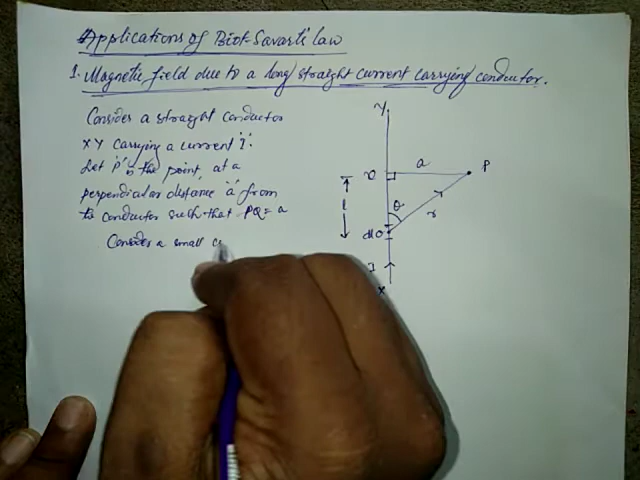 Applications of Biot-Savart's law
1. Magnetic field due to a long straight current carrying conductor.
Consider a straight conductor
XY carrying a current 'I'.
Let 'P' is the point, at a
perpendicular distance 'a' from
the conductor such that PQ = a
Consider a small
Y
a
P
l
θ
r
dl
I
X